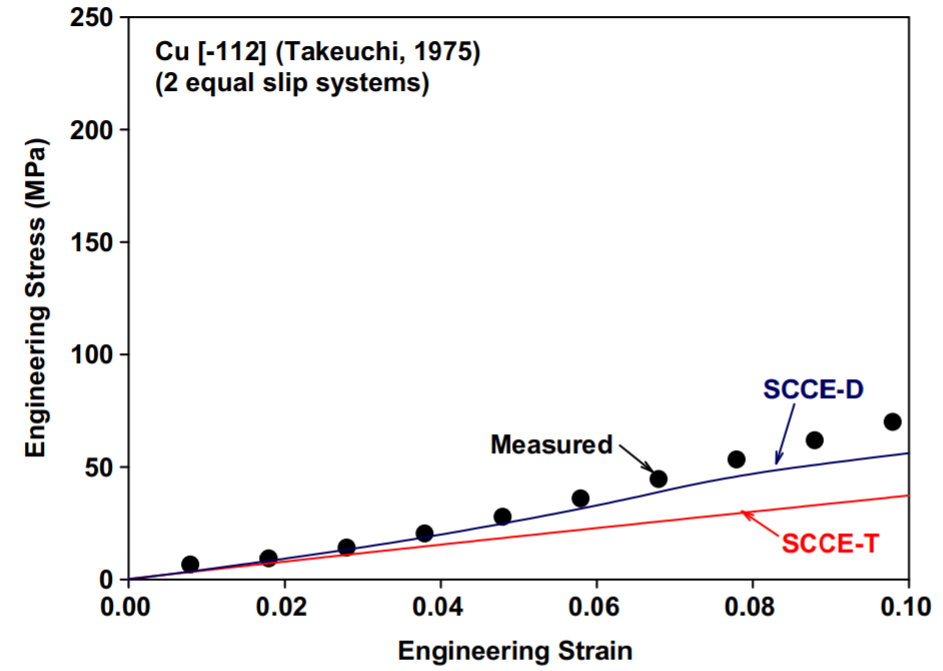 250
Cu [-112] (Takeuchi, 1975)
(2 equal slip systems)
200
150
100
50
0
Engineering Stress (MPa)
SCCE-D
Measured
SCCE-T
0.00 0.02 0.04 0.06 0.08 0.10
Engineering Strain